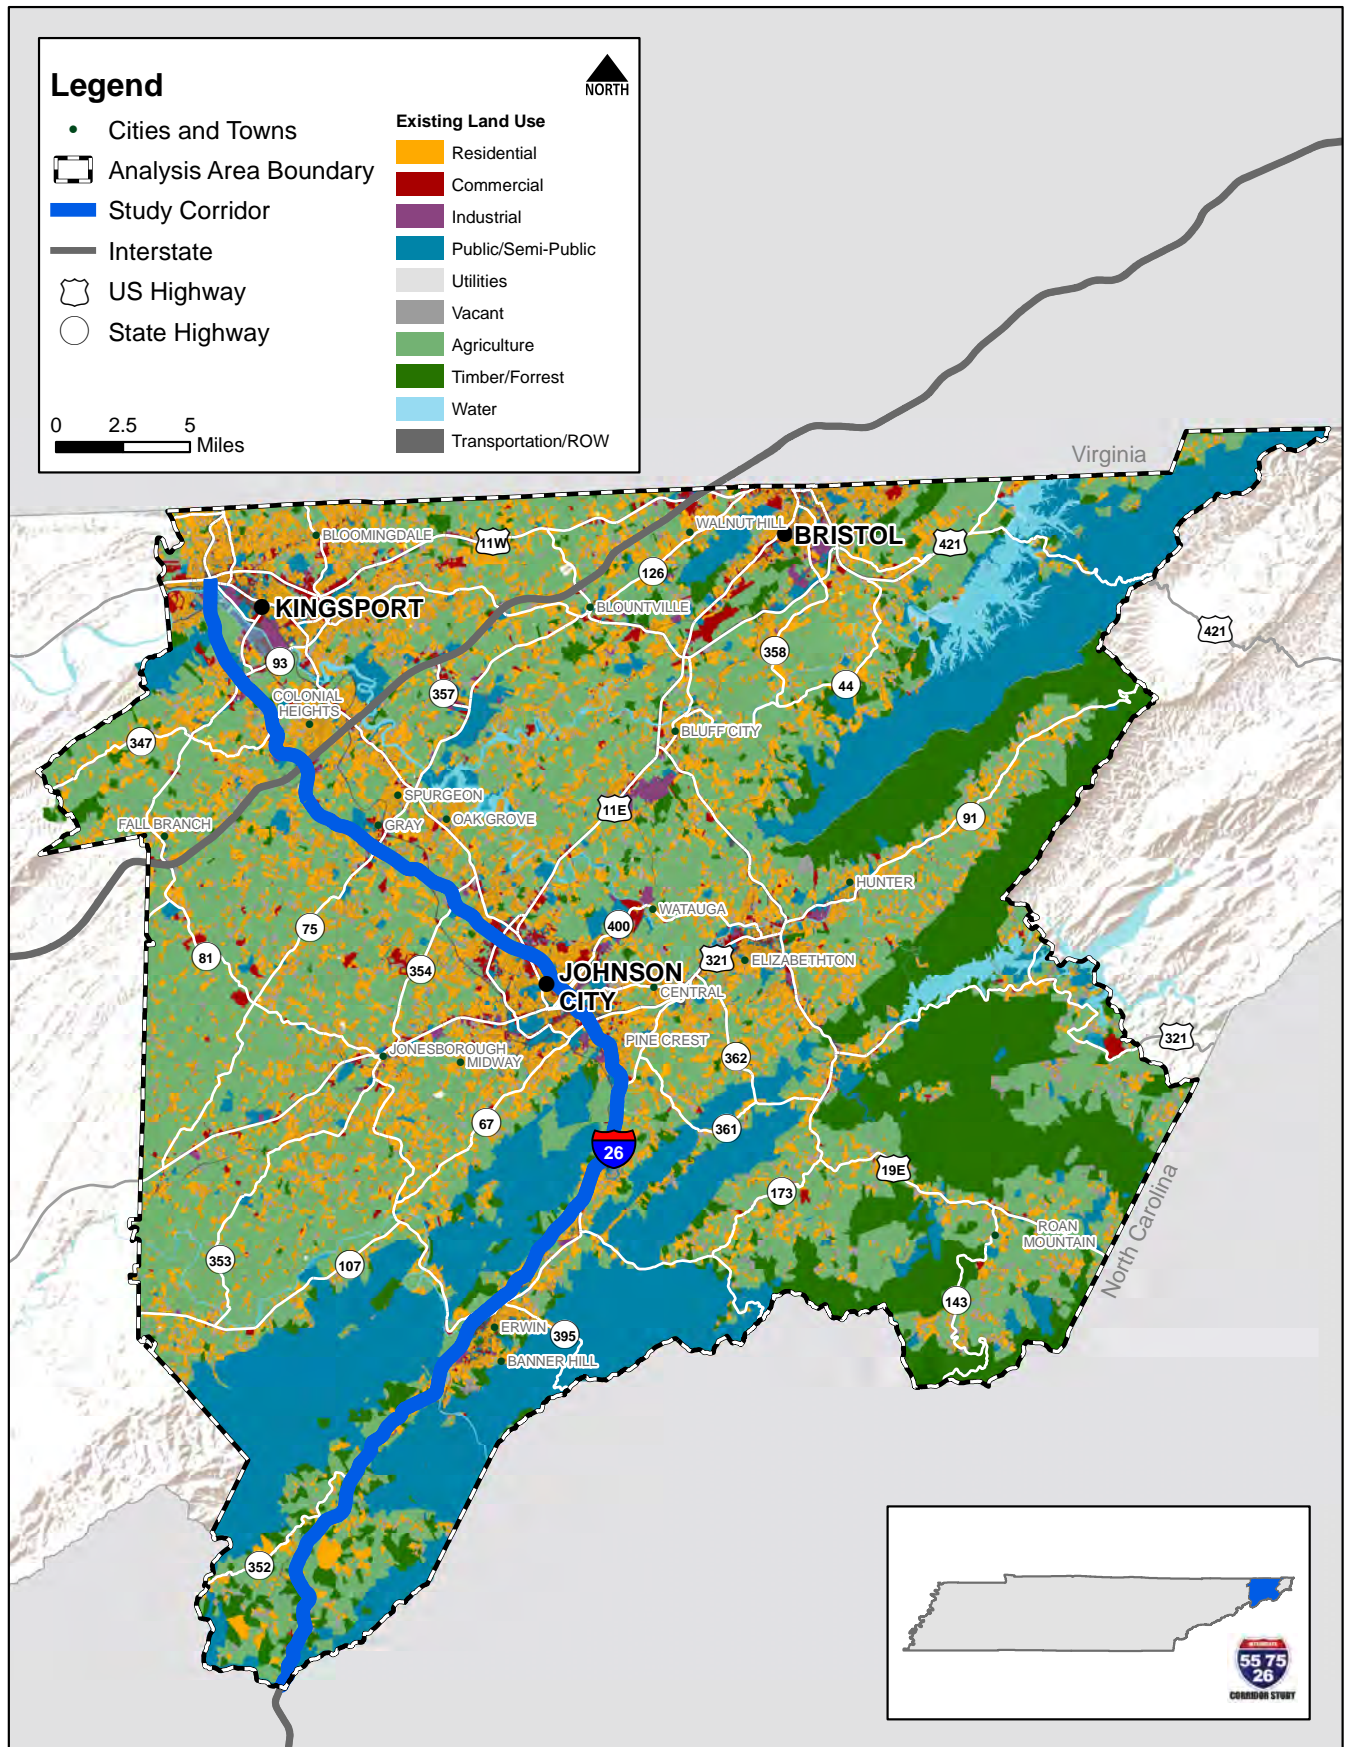 Legend
NORTH
Cities and Towns
Analysis Area Boundary
Study Corridor
Interstate
US Highway
State Highway
0 2.5 5
Miles
Existing Land Use
Residential
Commercial
Industrial
Public/Semi-Public
Utilities
Vacant
Agriculture
Timber/Forrest
Water
Transportation/ROW
Virginia
BLOOMINGDALE
11W
WALNUT HILL
BRISTOL
421
126
KINGSPORT
BLOUNTVILLE
421
93
358
357
44
COLONIAL
HEIGHTS
347
BLUFF CITY
SPURGEON
11E
OAK GROVE
91
FALL BRANCH
GRAY
HUNTER
WATAUGA
75
400
81
354
321
ELIZABETHTON
JOHNSON
CITY
CENTRAL
321
PINE CREST
JONESBOROUGH
MIDWAY
362
67
361
26
19E
173
ROAN
MOUNTAIN
North Carolina
353
107
143
ERWIN
395
BANNER HILL
352
INTERSTATE
55 75
26
CORRIDOR STUDY